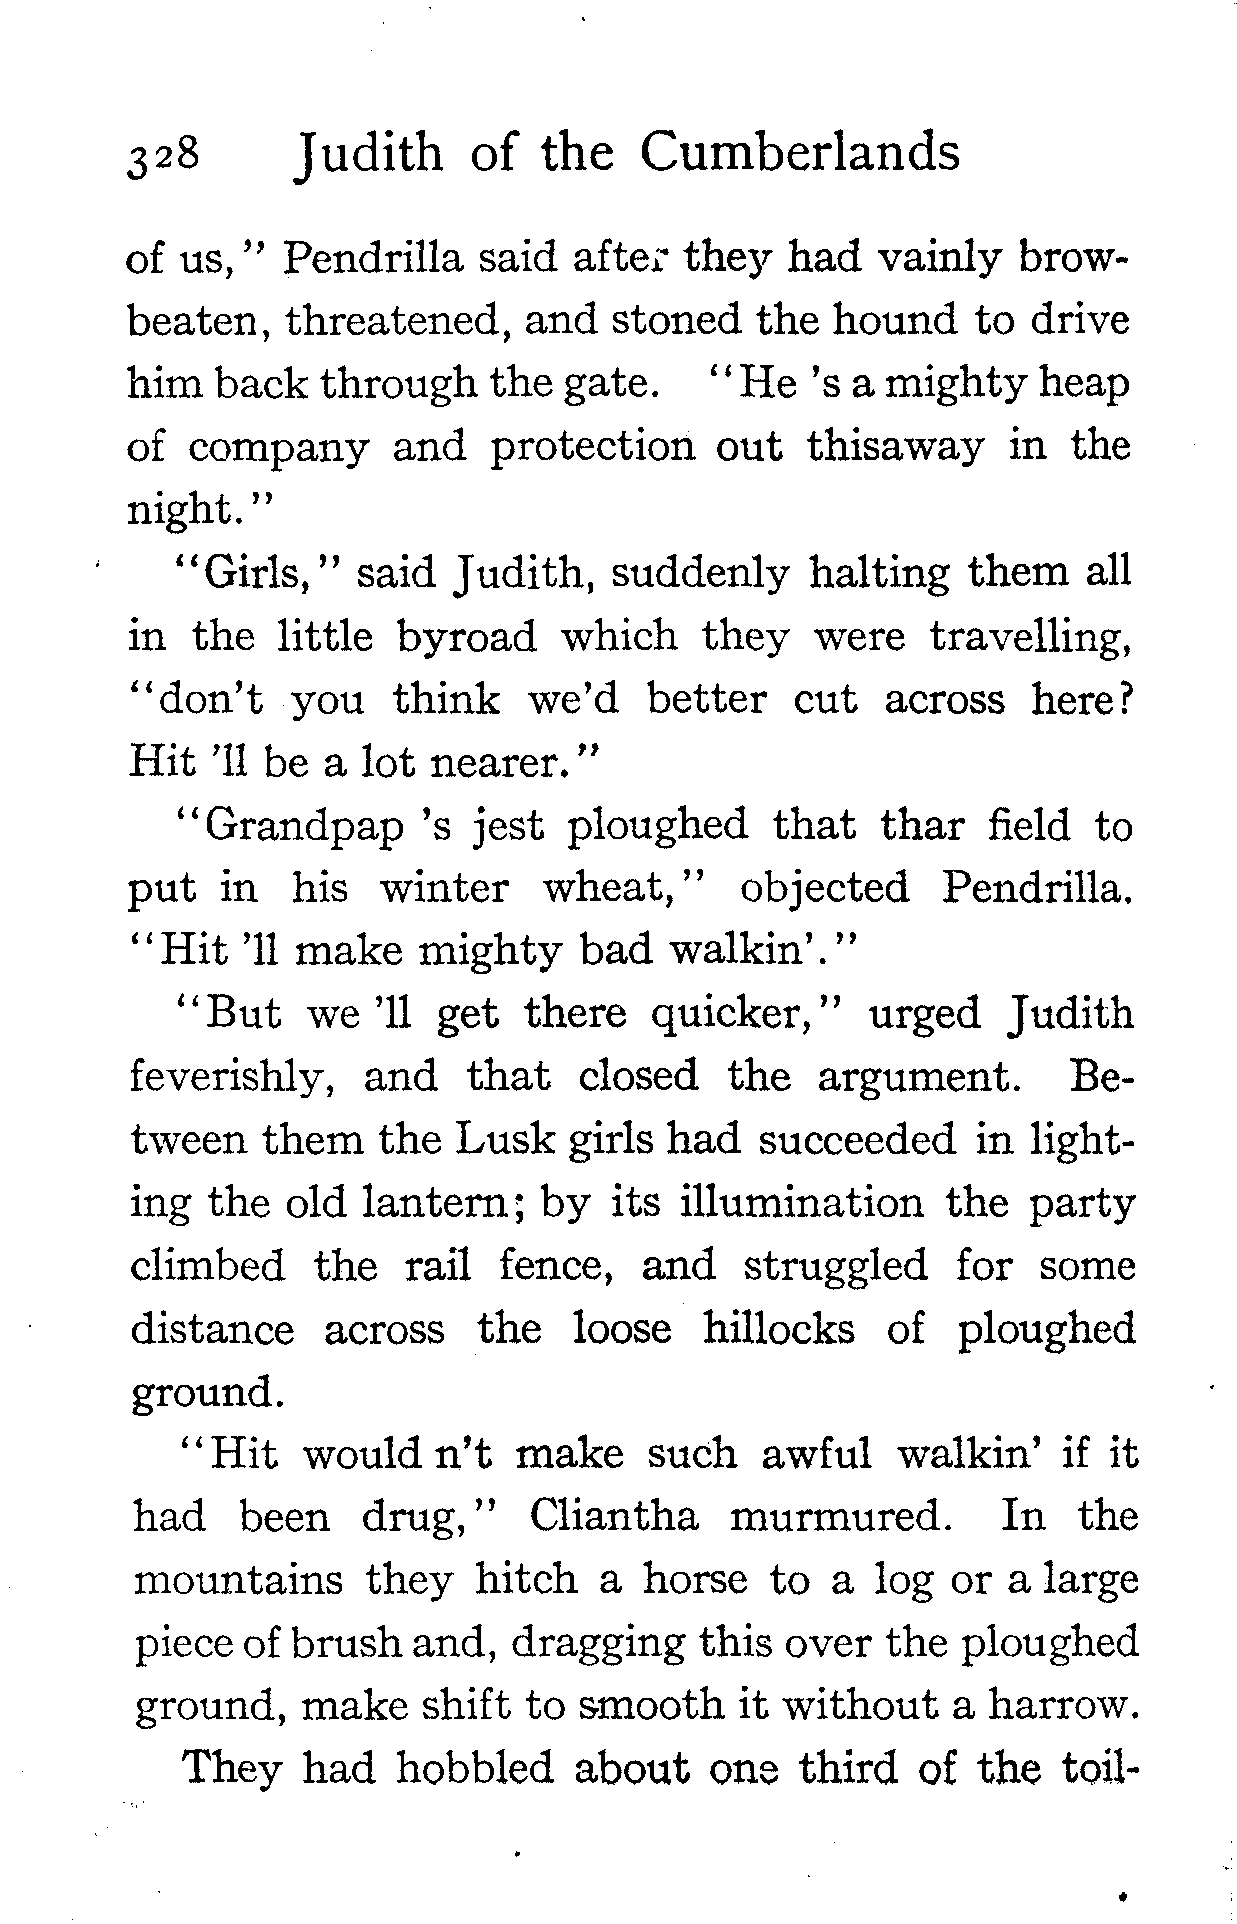 328 Judith of the Cumberlands
of us," Pendrilla said after they had vainly brow-
beaten, threatened, and stoned the hound to drive
him back through the gate. "He 's a mighty heap
of company and protection out thisaway in the
night."
"Girls," said Judith, suddenly halting them all
in the little byroad which they were travelling,
"don't you think we'd better cut across here?
Hit 'll be a lot nearer."
"Grandpap 's jest ploughed that thar field to
put in his winter wheat," objected Pendrilla.
"Hit 'll make mighty bad walkin'."
"But we 'll get there quicker," urged Judith
feverishly, and that closed the argument. Be-
tween them the Lusk girls had succeeded in light-
ing the old lantern; by its illumination the party
climbed the rail fence, and struggled for some
distance across the loose hillocks of ploughed
ground.
"Hit would n't make such awful walkin' if it
had been drug," Cliantha murmured. In the
mountains they hitch a horse to a log or a large
piece of brush and, dragging this over the ploughed
ground, make shift to smooth it without a harrow.
They had hobbled about one third of the toil-